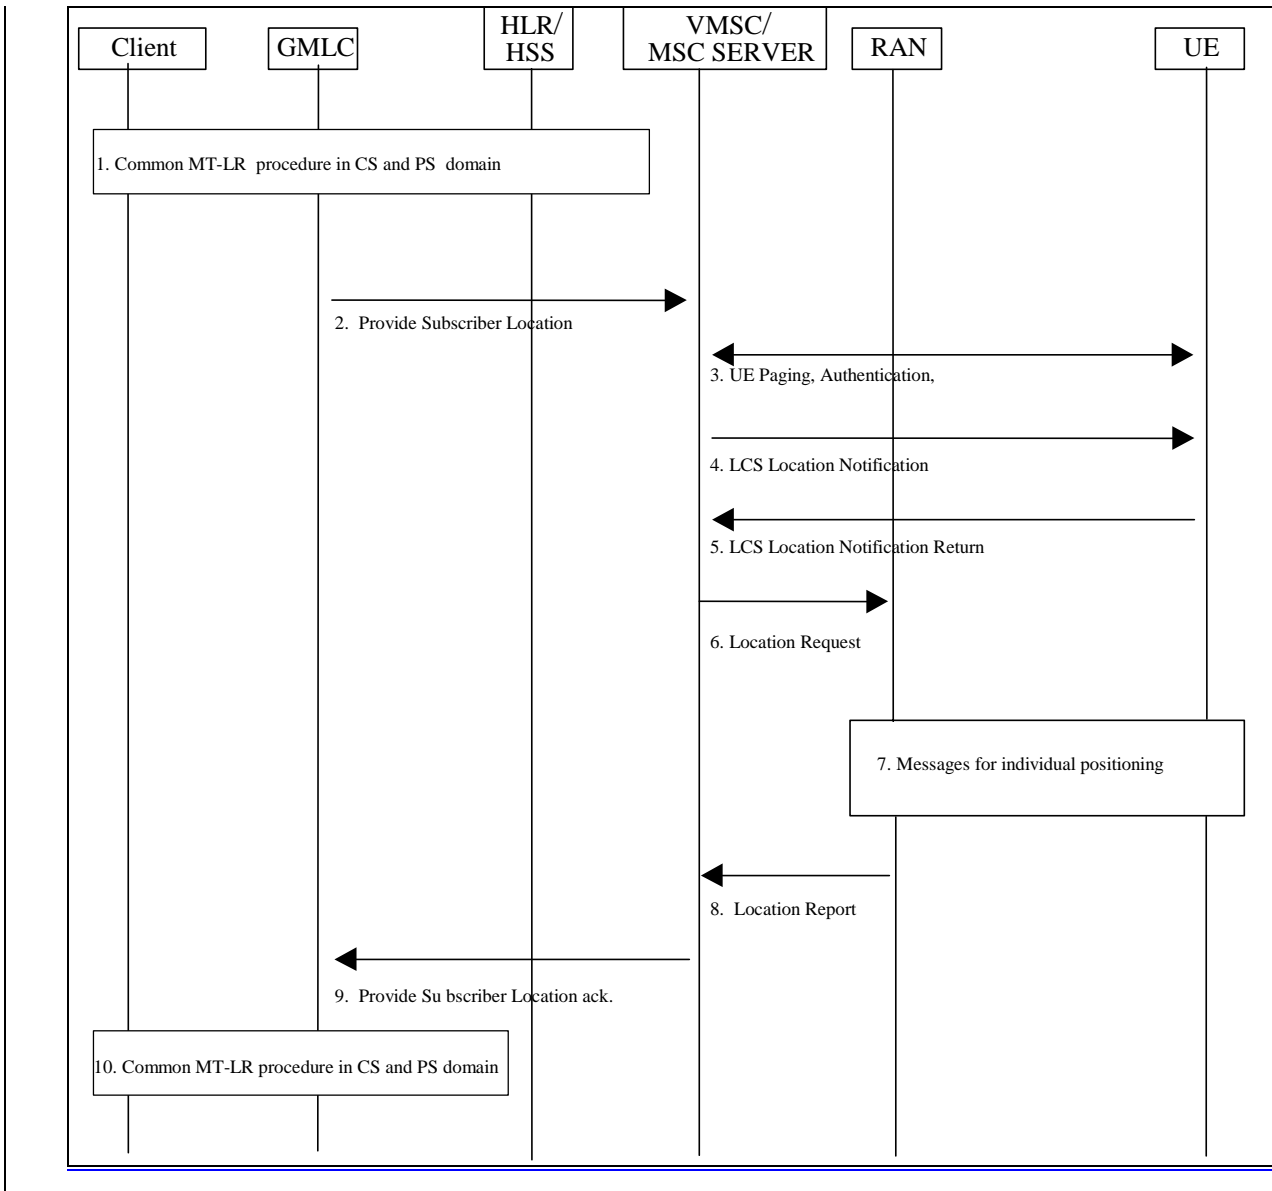 Client
GMLC
HLR/
HSS
VMSC/
MSC SERVER
RAN
UE
1. Common MT-LR procedure in CS and PS domain
2. Provide Subscriber Location
3. UE Paging, Authentication,
4. LCS Location Notification
5. LCS Location Notification Return
6. Location Request
7. Messages for individual positioning
8. Location Report
9. Provide Su bscriber Location ack.
10. Common MT-LR procedure in CS and PS domain